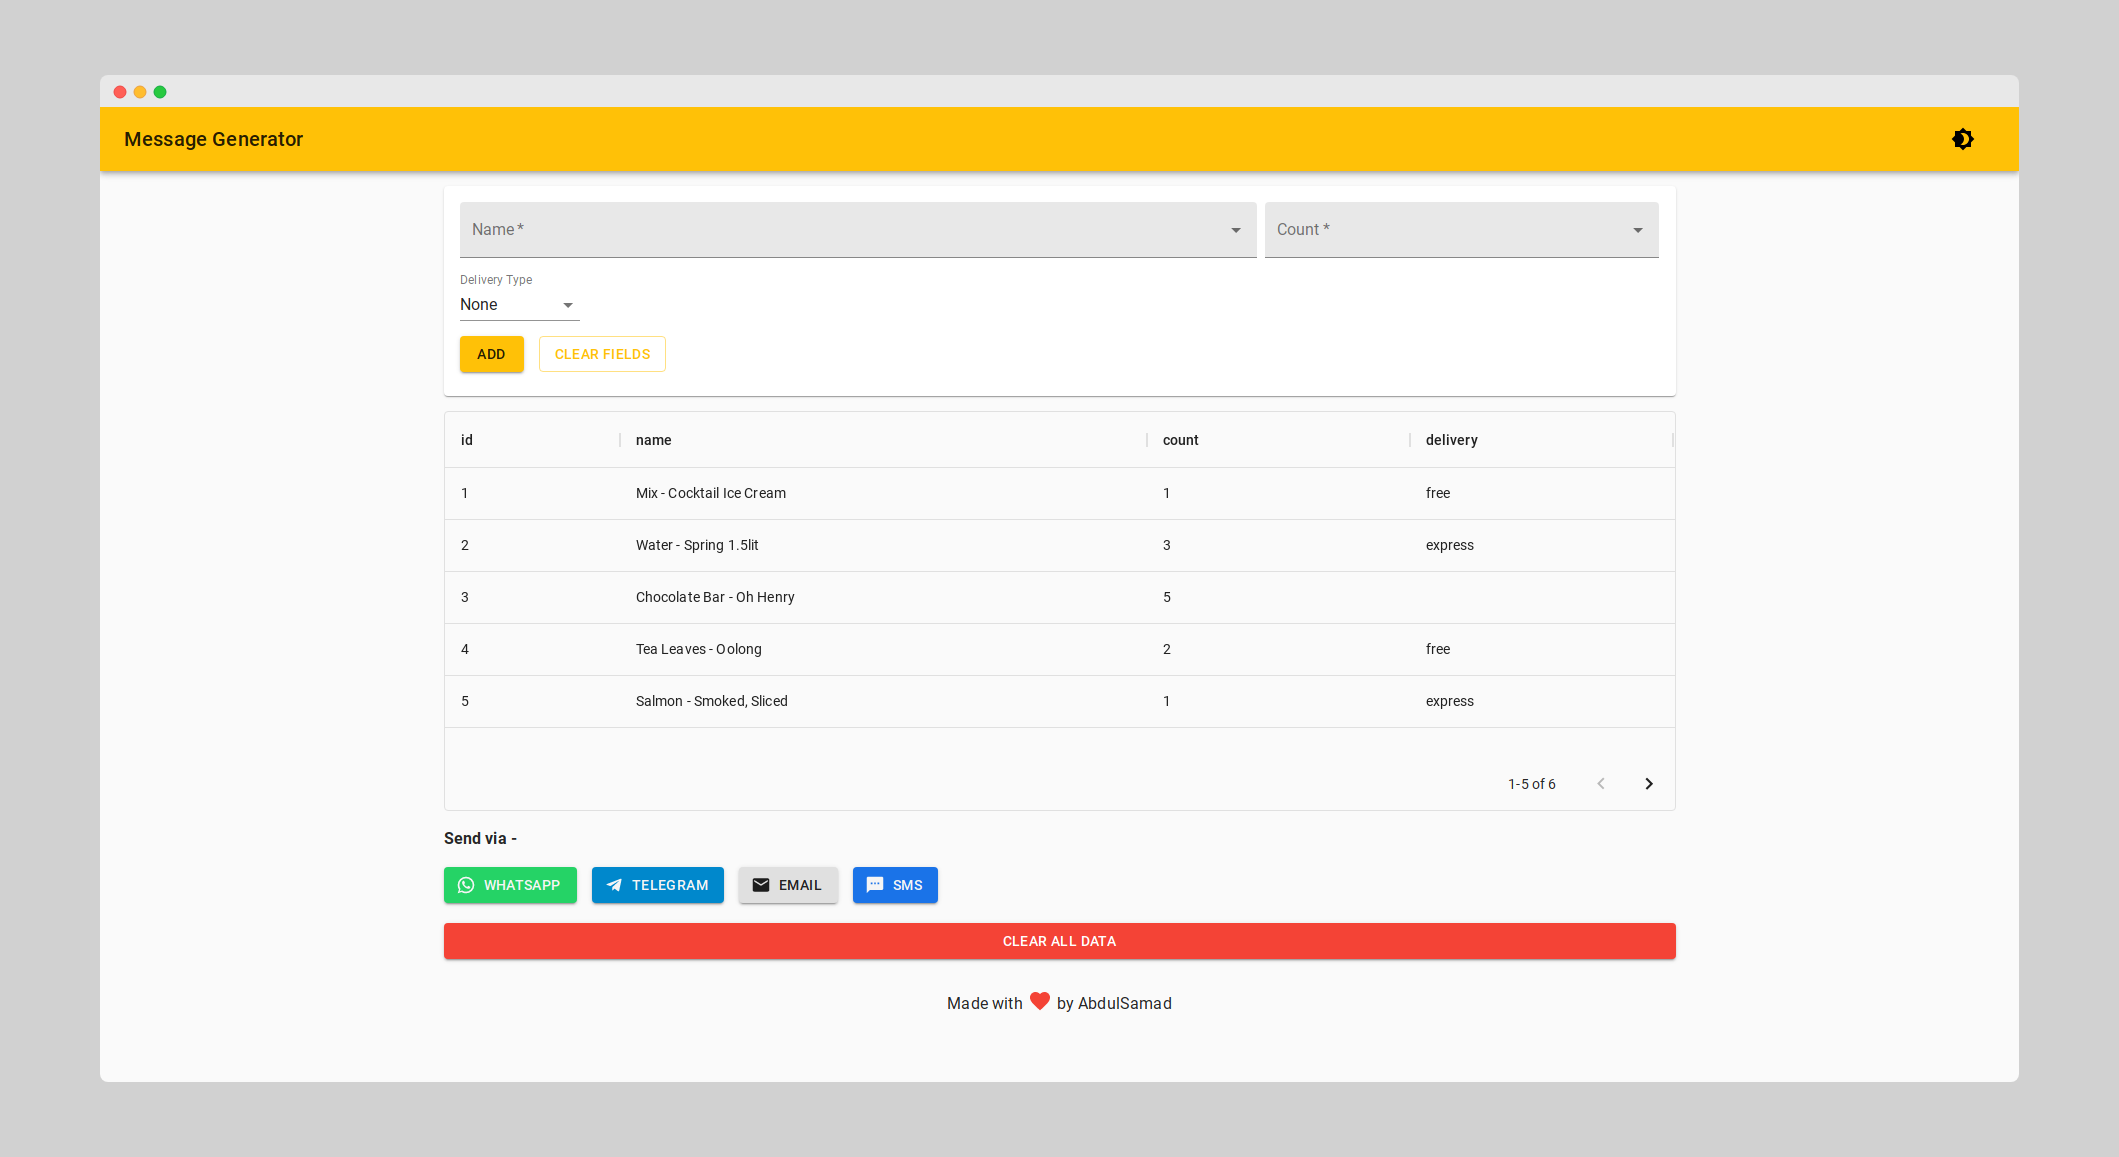 Message Generator
Name * Count *
Delivery Type
None
ADD CLEAR FIELDS
id name count delivery
1 Mix - Cocktail Ice Cream 1 free
2 Water - Spring 1.5lit 3 express
3 Chocolate Bar - Oh Henry 5
4 Tea Leaves - Oolong 2 free
5 Salmon - Smoked, Sliced 1 express
1-5 of 6
Send via -
WHATSAPP TELEGRAM EMAIL SMS
CLEAR ALL DATA
Made with by AbdulSamad